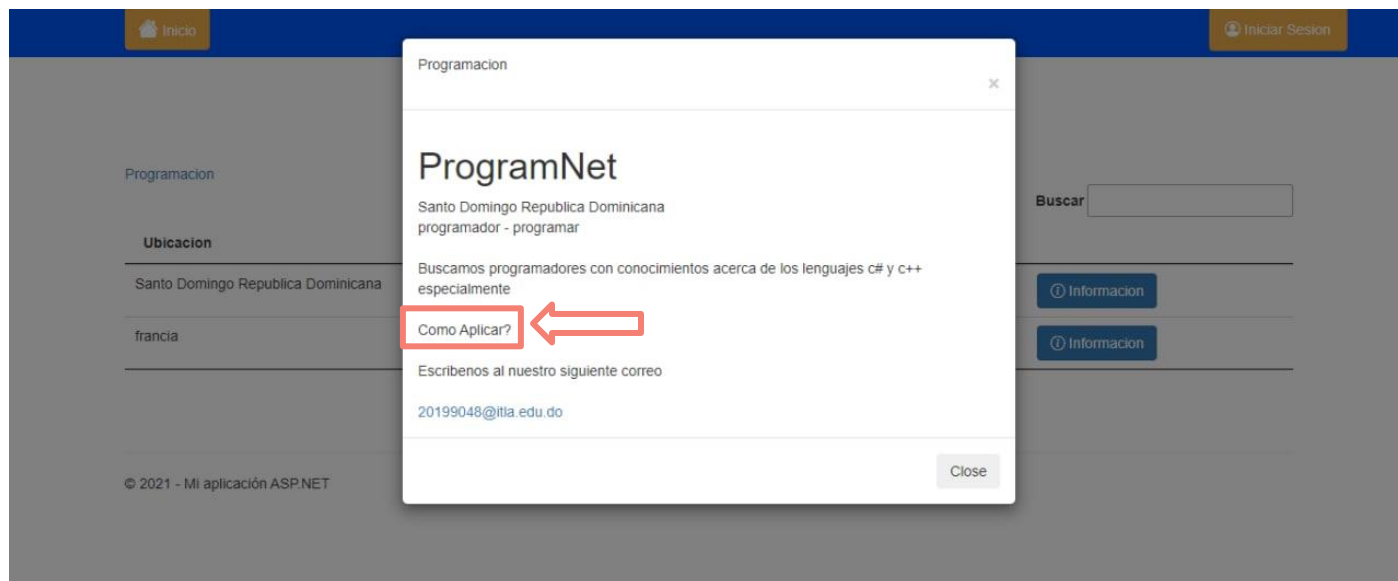 Inicio
Iniciar Sesion
Programacion
×
ProgramNet
Santo Domingo Republica Dominicana
programador - programar
Buscamos programadores con conocimientos acerca de los lenguajes c# y c++
especialmente
Como Aplicar?
Escribenos al nuestro siguiente correo
20199048@itla.edu.do
Close
Programacion
Buscar
Ubicacion
Santo Domingo Republica Dominicana
Informacion
francia
Informacion
© 2021 - Mi aplicación ASP.NET